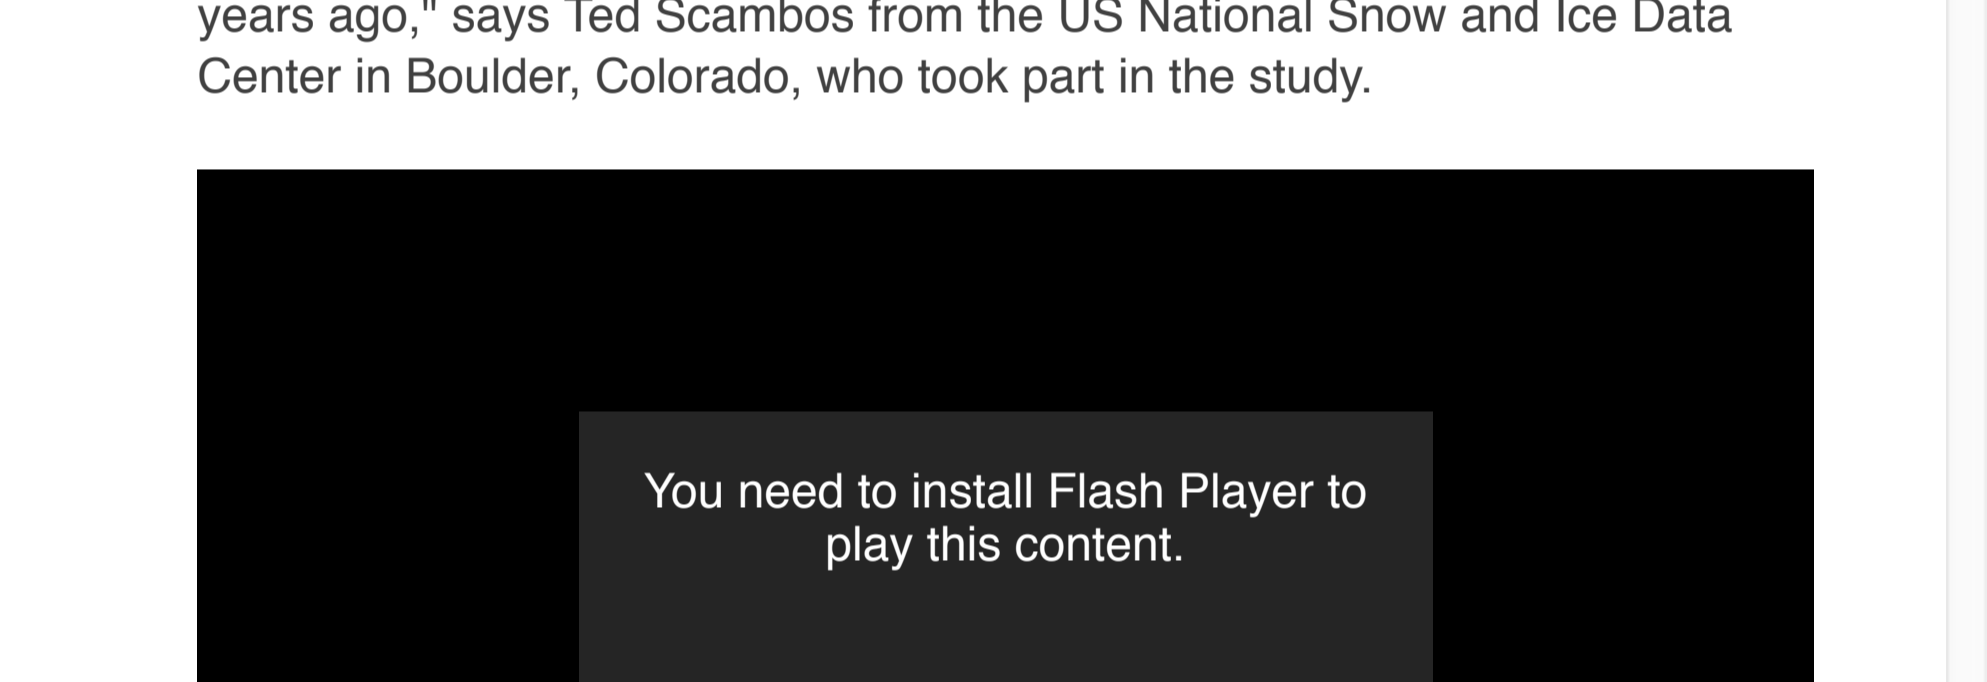 years ago," says Ted Scambos from the US National Snow and Ice Data
Center in Boulder, Colorado, who took part in the study.
You need to install Flash Player to
play this content.